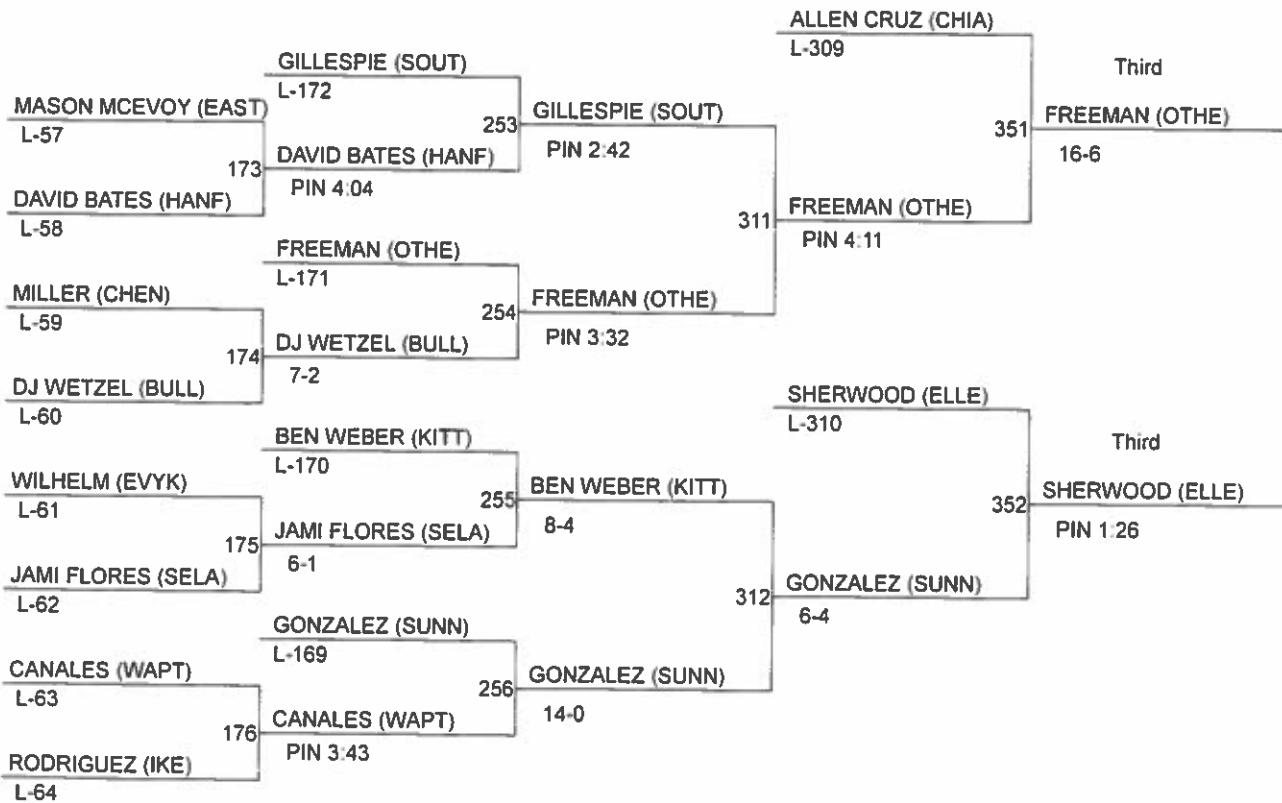 ALLEN CRUZ (CHIA)
L-309
Third
GILLESPIE (SOUT)
L-172
MASON MCEVOY (EAST)
L-57
253
GILLESPIE (SOUT)
PIN 2:42
351
FREEMAN (OTHE)
16-6
173
DAVID BATES (HANF)
PIN 4:04
DAVID BATES (HANF)
L-58
311
FREEMAN (OTHE)
PIN 4:11
FREEMAN (OTHE)
L-171
MILLER (CHEN)
L-59
254
FREEMAN (OTHE)
PIN 3:32
174
DJ WETZEL (BULL)
7-2
DJ WETZEL (BULL)
L-60
SHERWOOD (ELLE)
L-310
Third
BEN WEBER (KITT)
L-170
WILHELM (EVYK)
L-61
255
BEN WEBER (KITT)
8-4
352
SHERWOOD (ELLE)
PIN 1:26
175
JAMI FLORES (SELA)
6-1
JAMI FLORES (SELA)
L-62
312
GONZALEZ (SUNN)
6-4
GONZALEZ (SUNN)
L-169
CANALES (WAPT)
L-63
256
GONZALEZ (SUNN)
14-0
176
CANALES (WAPT)
PIN 3:43
RODRIGUEZ (IKE)
L-64